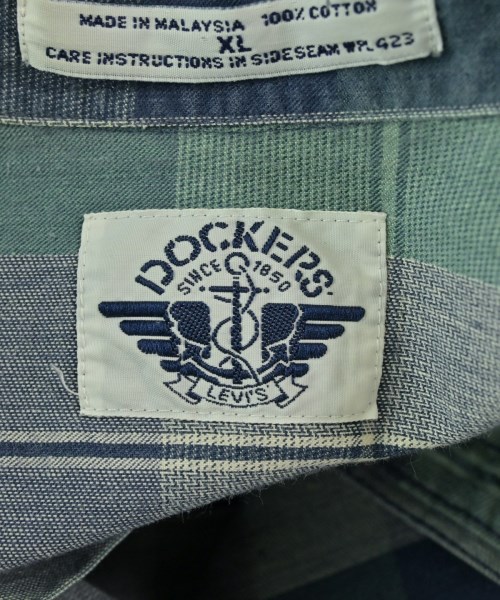 MADE IN MALAYSIA 100% COTTON
XL
CARE INSTRUCTIONS IN SIDESEAM WPL 423
DOCKERS
SINCE 1850
LEVI'S